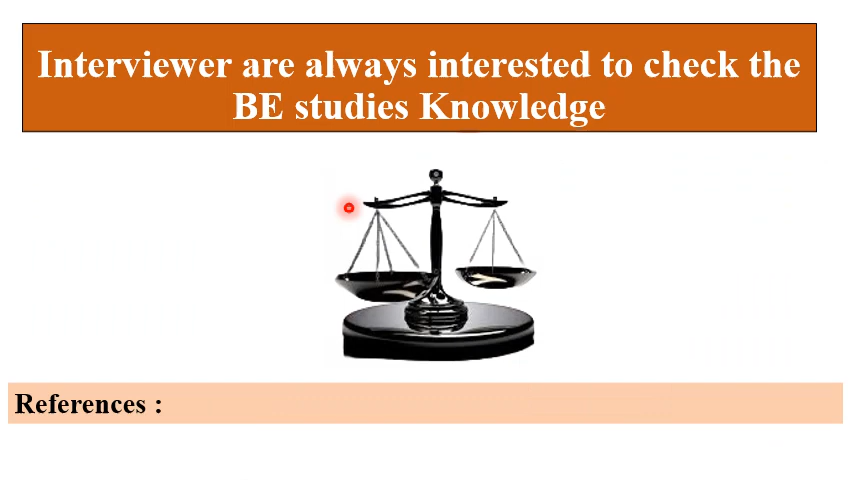 Interviewer are always interested to check the
BE studies Knowledge
References :